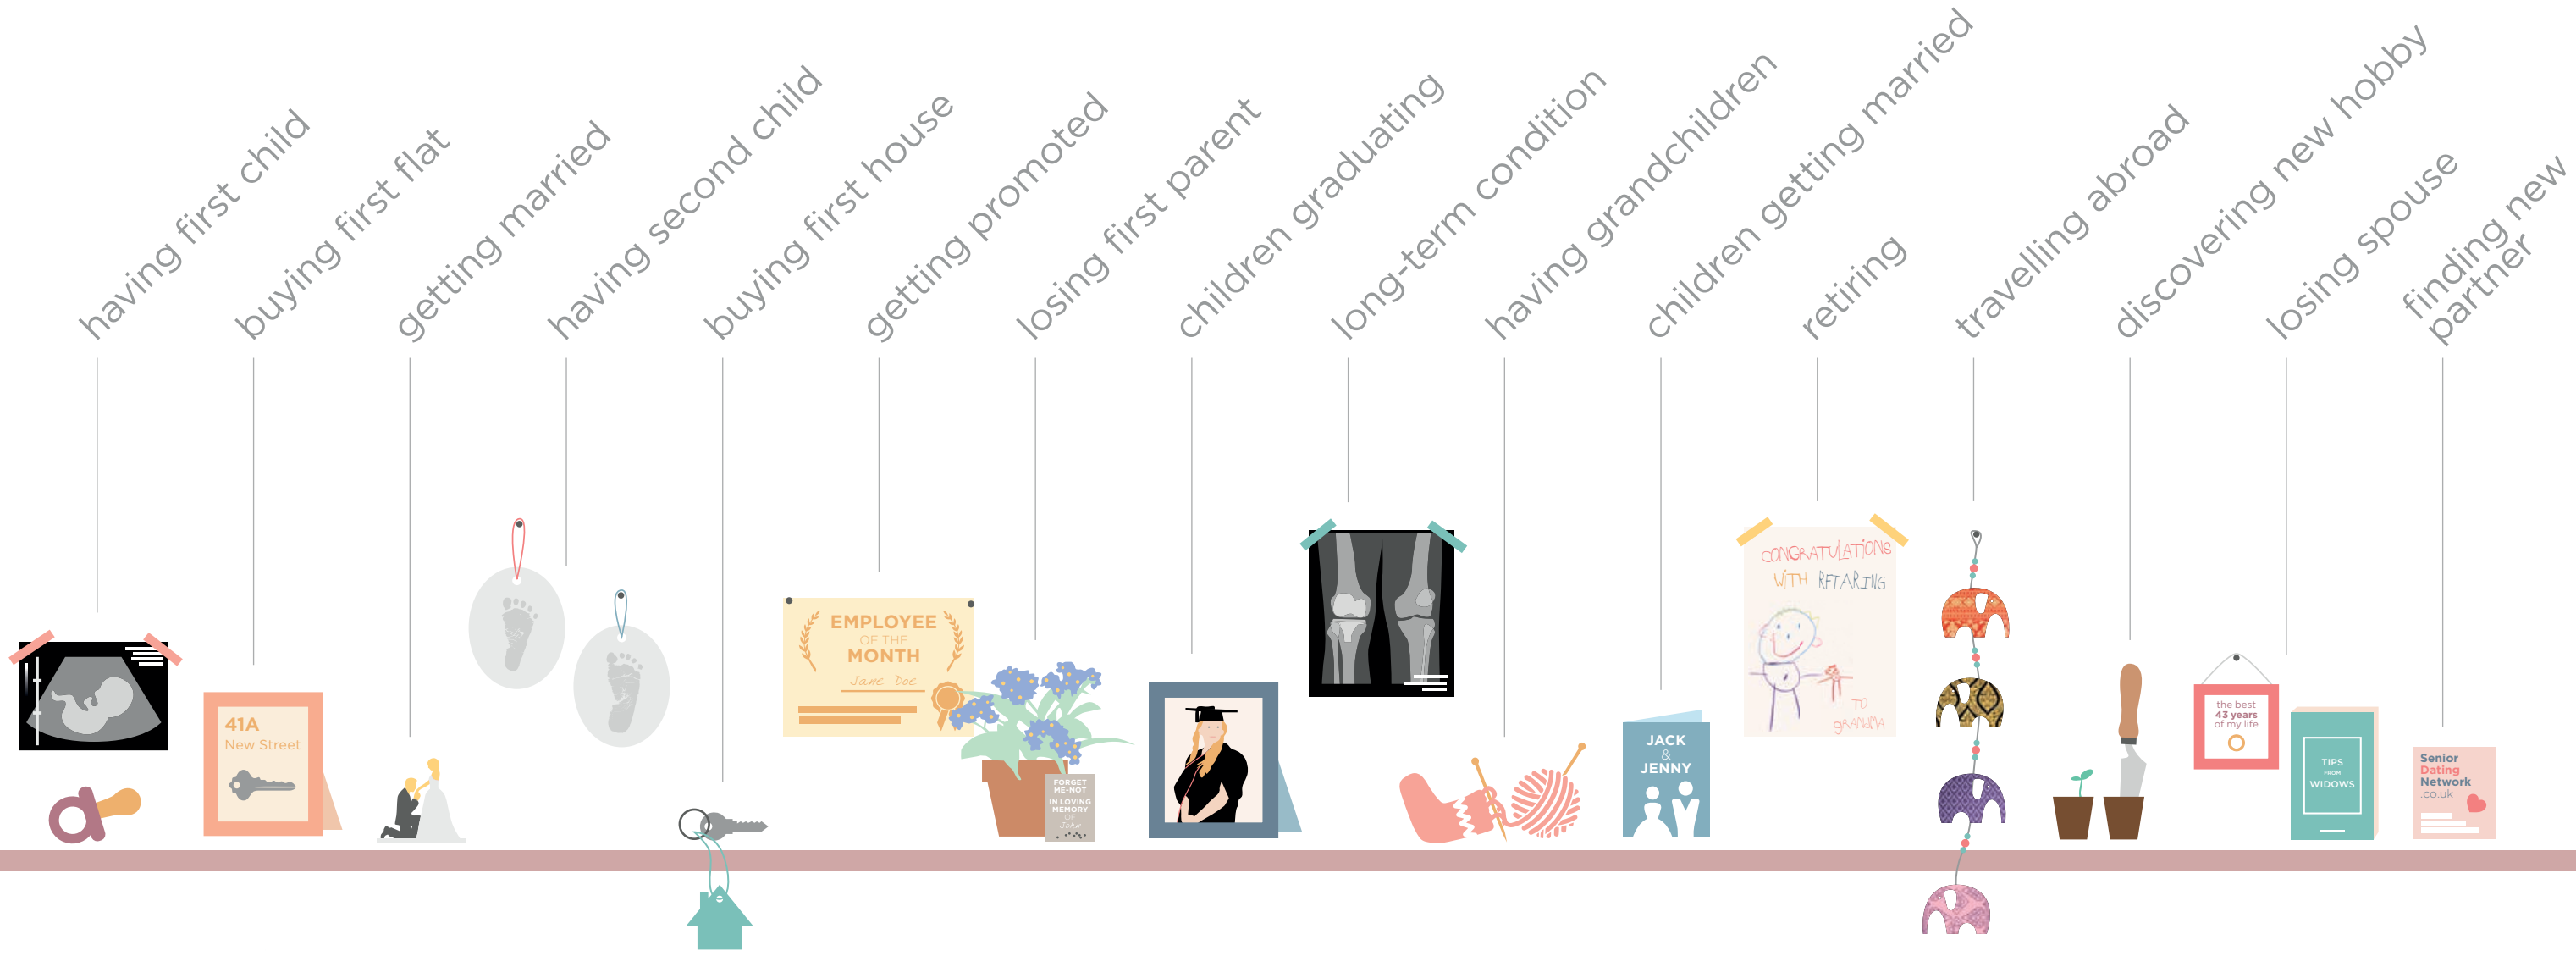 having first child
buying first flat
getting married
having second child
buying first house
getting promoted
losing first parent
children graduating
long-term condition
having grandchildren
children getting married
retiring
travelling abroad
discovering new hobby
losing spouse
finding new
partner
41A
New Street
EMPLOYEE
OF THE
MONTH
Jane Doe
FORGET
ME-NOT
IN LOVING
MEMORY
OF
John
JACK
&
JENNY
CONGRATULATIONS
WITH RETARING
TO
GRANDMA
the best
43 years
of my life
TIPS
FROM
WIDOWS
Senior
Dating
Network
.co.uk